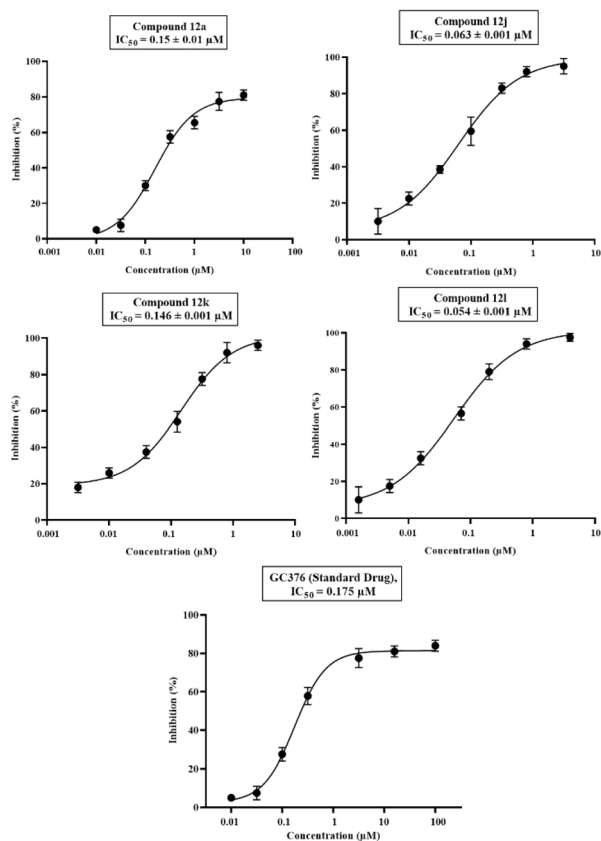 Compound 12a
IC50 = 0.15 ± 0.01 µM
Inhibition (%)
100
80
60
40
20
0
0.001
0.01
0.1
1
10
100
Concentration (µM)
Compound 12j
IC50 = 0.063 ± 0.001 µM
Inhibition (%)
100
80
60
40
20
0
0.001
0.01
0.1
1
10
Concentration (µM)
Compound 12k
IC50 = 0.146 ± 0.001 µM
Inhibition (%)
100
80
60
40
20
0
0.001
0.01
0.1
1
10
Concentration (µM)
Compound 12l
IC50 = 0.054 ± 0.001 µM
Inhibition (%)
100
80
60
40
20
0
0.001
0.01
0.1
1
10
Concentration (µM)
GC376 (Standard Drug),
IC50 = 0.175 µM
Inhibition (%)
100
80
60
40
20
0
0.01
0.1
1
10
100
Concentration (µM)